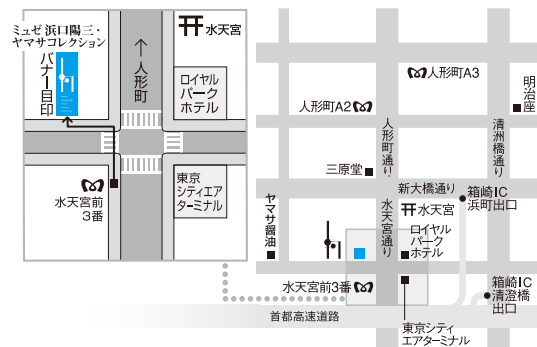 ミュゼ浜口陽三・
ヤマサコレクション
バナー目印
↑人形町
水天宮
ロイヤル
パーク
ホテル
水天宮前
3番
東京
シティエア
ターミナル
人形町A3
人形町A2
明治座
人形町通り
清洲橋通り
三原堂
新大橋通り
箱崎IC
浜町出口
ヤマサ醤油
水天宮通り
水天宮
ロイヤル
パーク
ホテル
水天宮前3番
箱崎IC
清澄橋
出口
首都高速道路
東京シティ
エアターミナル